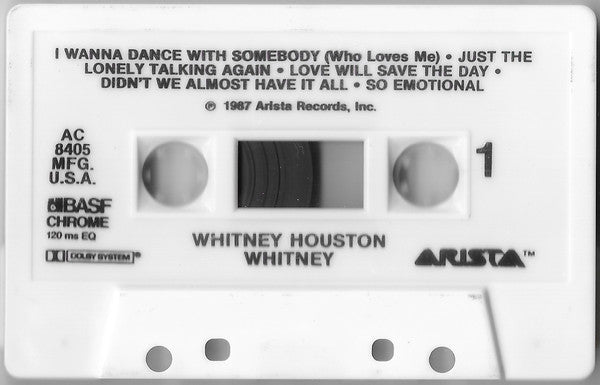 I WANNA DANCE WITH SOMEBODY (Who Loves Me) • JUST THE
LONELY TALKING AGAIN • LOVE WILL SAVE THE DAY •
DIDN'T WE ALMOST HAVE IT ALL • SO EMOTIONAL
℗ 1987 Arista Records, Inc.
AC
8405
MFG.
U.S.A.
1
BASF
CHROME
120 ms EQ
DOLBY SYSTEM®
WHITNEY HOUSTON
WHITNEY
ARISTA™